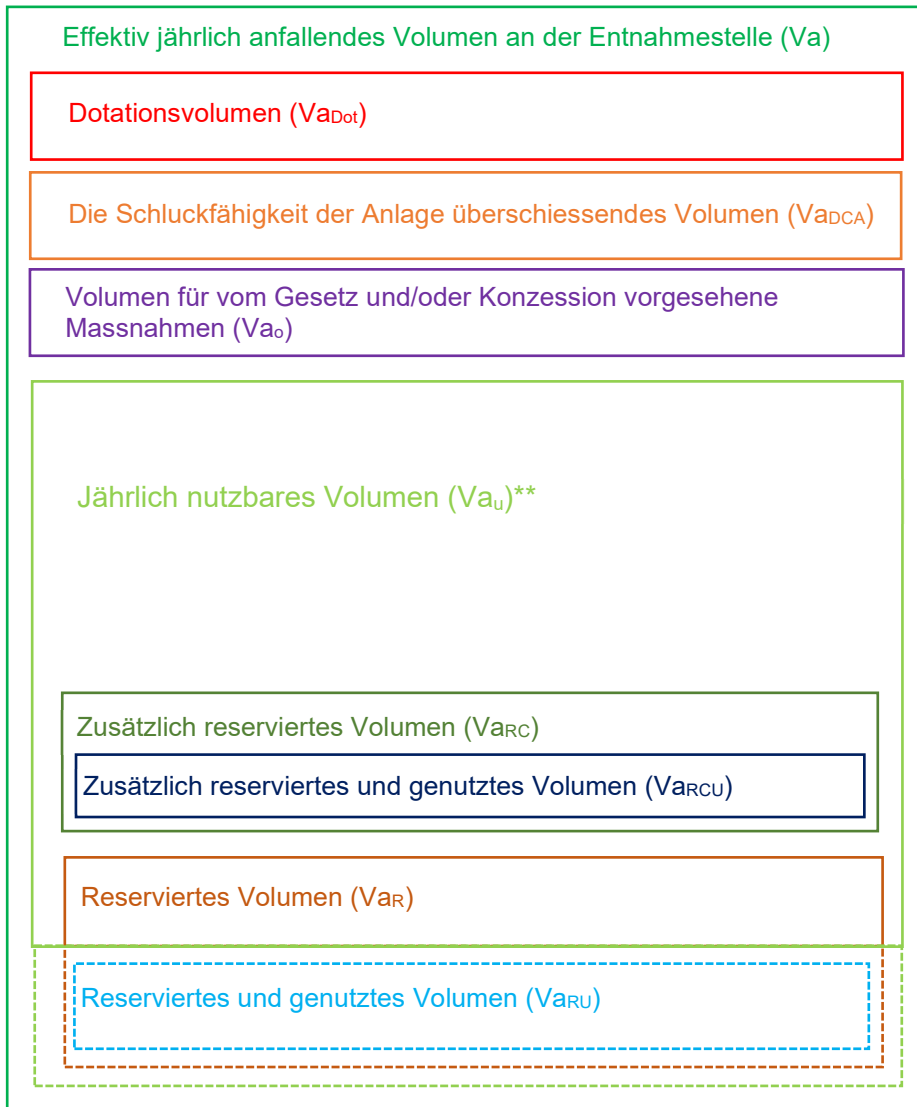 Effektiv jährlich anfallendes Volumen an der Entnahmestelle (Va)
Dotationsvolumen (VaDot)
Die Schluckfähigkeit der Anlage überschiessendes Volumen (VaDCA)
Volumen für vom Gesetz und/oder Konzession vorgesehene
Massnahmen (Vao)
Jährlich nutzbares Volumen (Vau)**
Zusätzlich reserviertes Volumen (VaRC)
Zusätzlich reserviertes und genutztes Volumen (VaRCU)
Reserviertes Volumen (VaR)
Reserviertes und genutztes Volumen (VaRU)